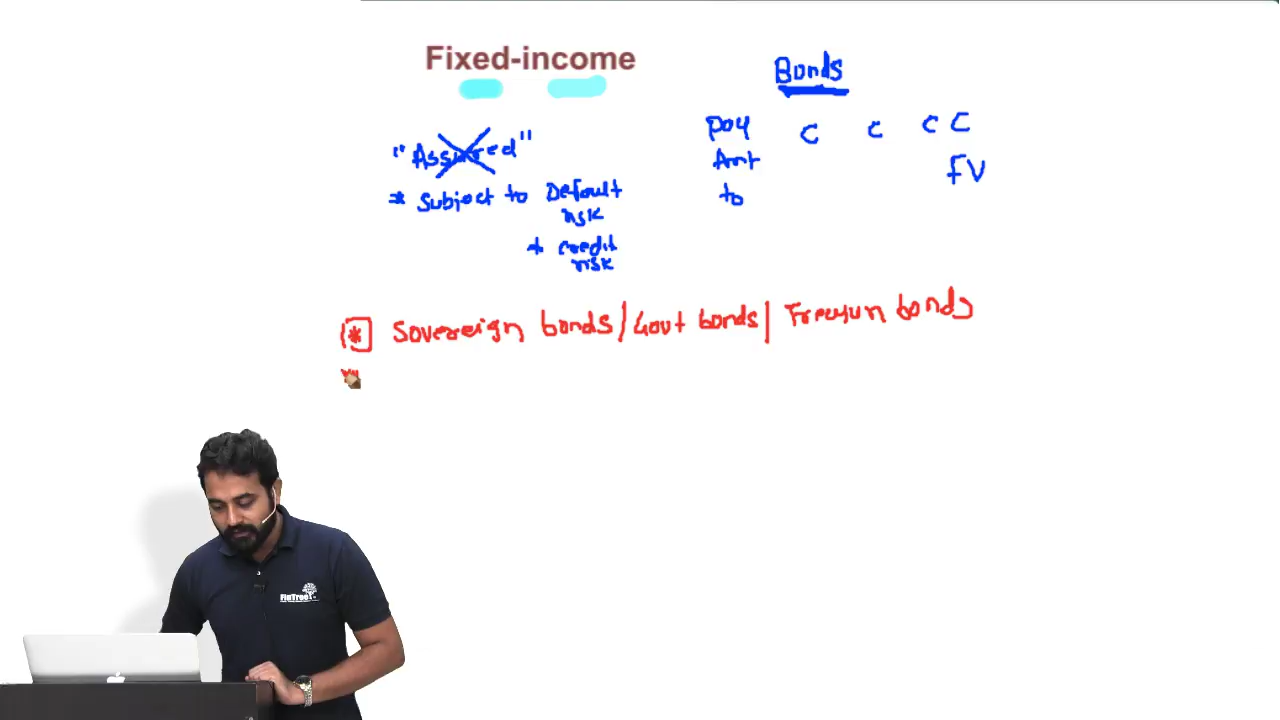 Fixed-income
Bonds
"Assured"
* Subject to Default
risk
* credit
risk
pay C C C C
Amt FV
to
* Sovereign bonds/Govt bonds/ bonds
FinTree